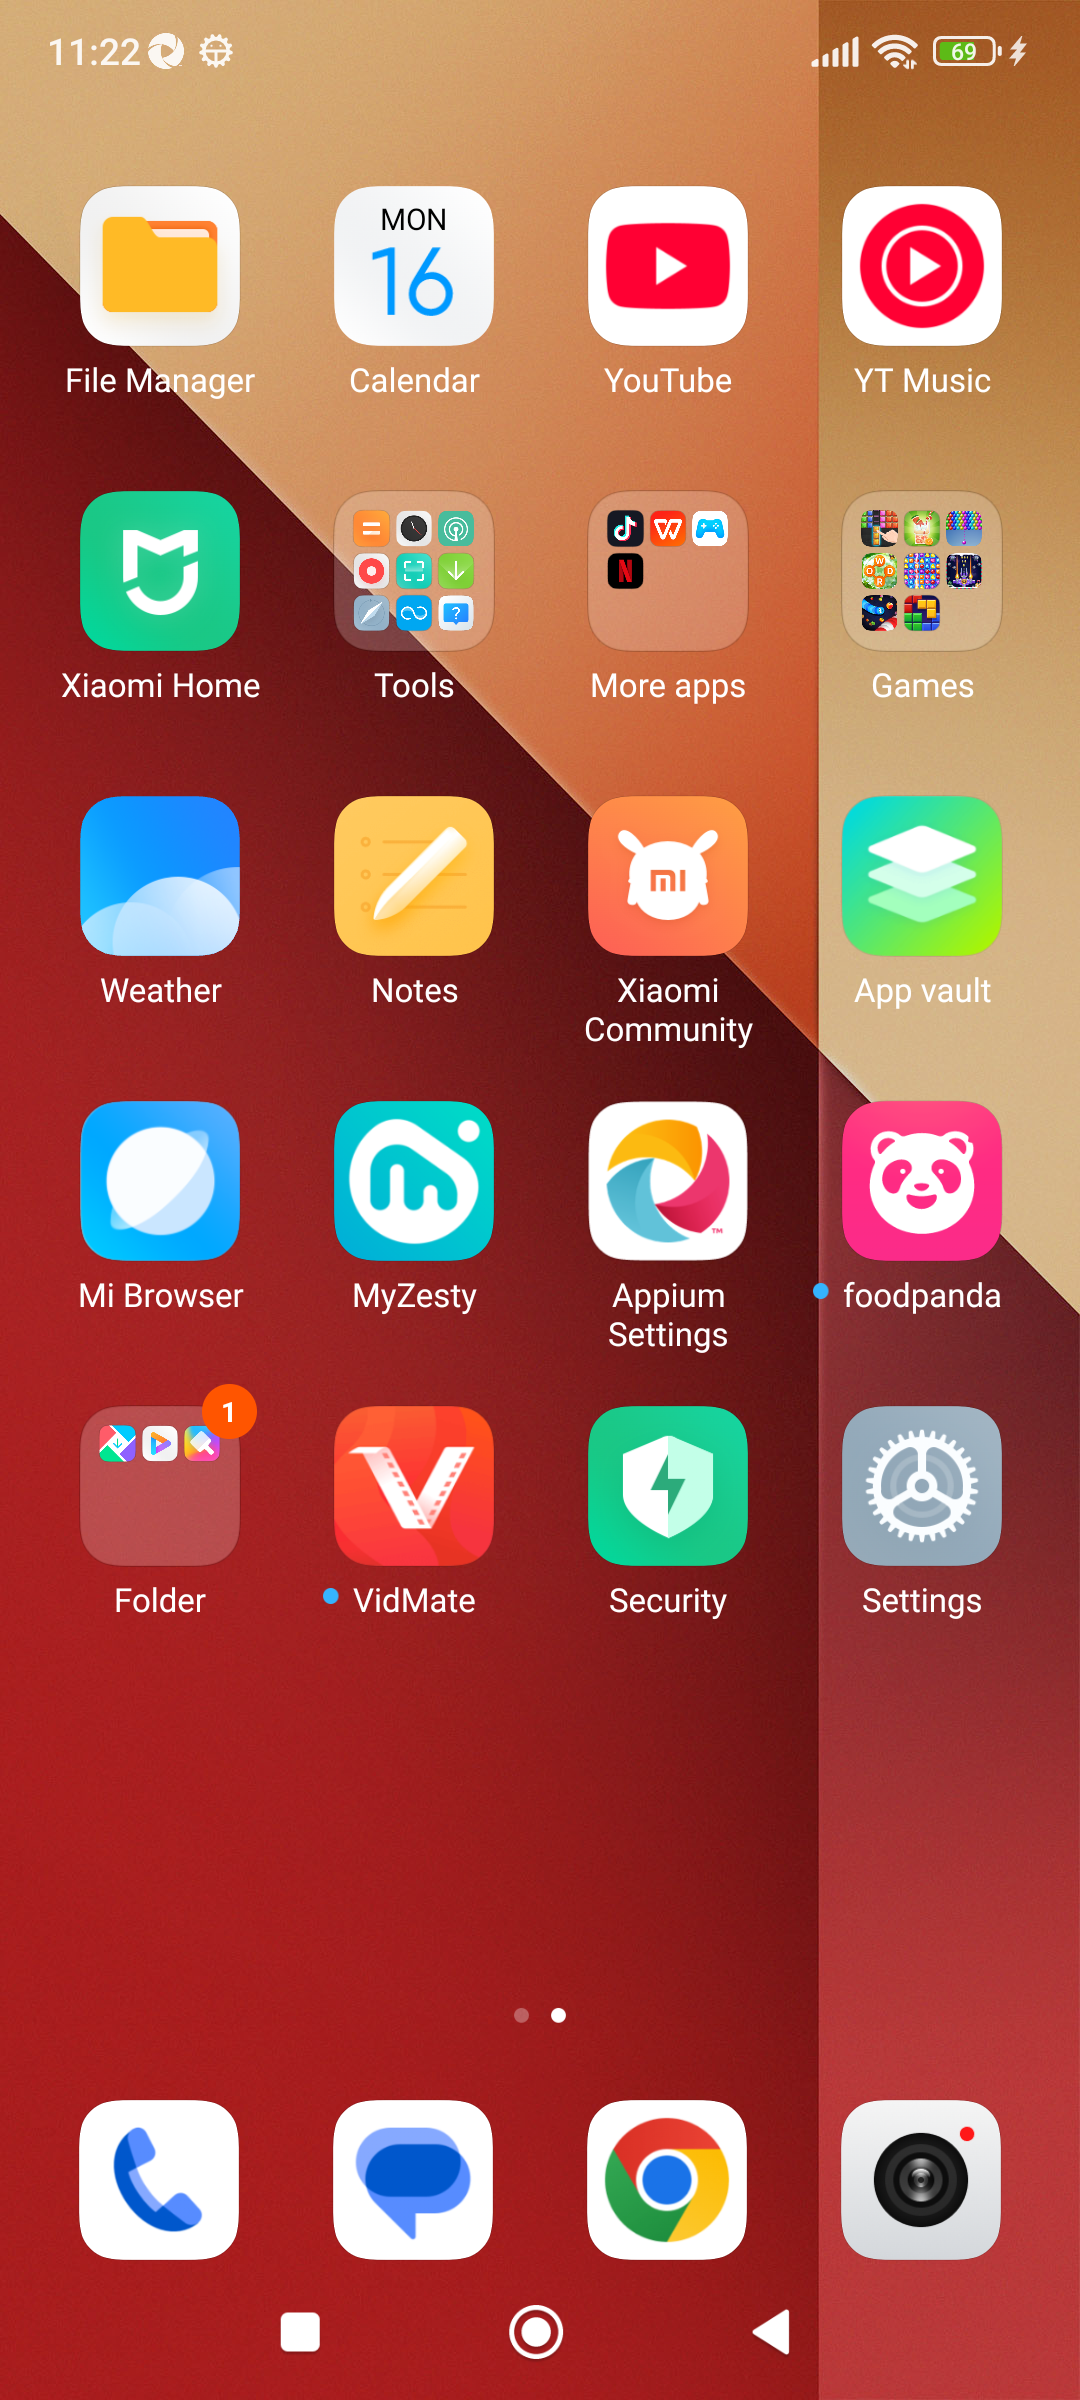 11:22
69
MON
16
File Manager
Calendar
YouTube
YT Music
Xiaomi Home
Tools
More apps
Games
Weather
Notes
Xiaomi
Community
App vault
Mi Browser
MyZesty
Appium
Settings
foodpanda
1
Folder
VidMate
Security
Settings